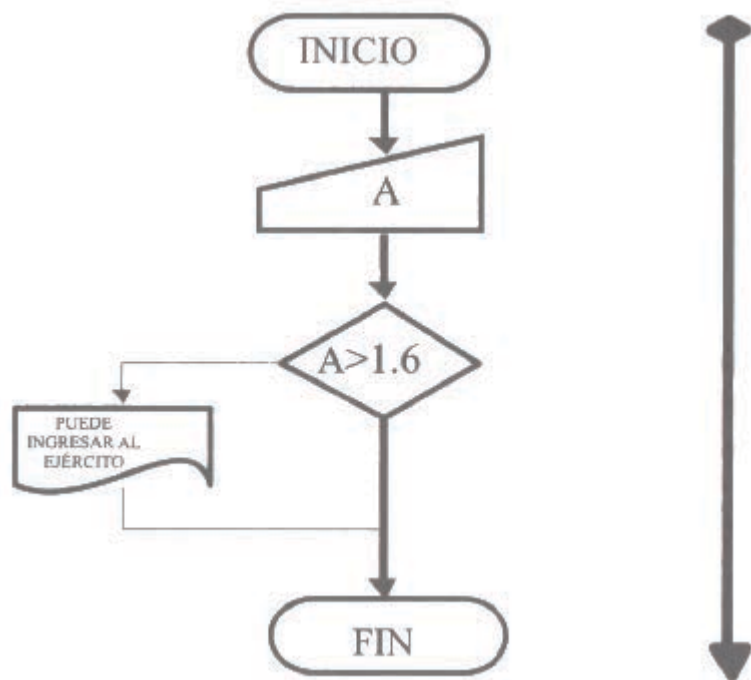 INICIO
A
A>1.6
PUEDE
INGRESAR AL
EJÉRCITO
FIN